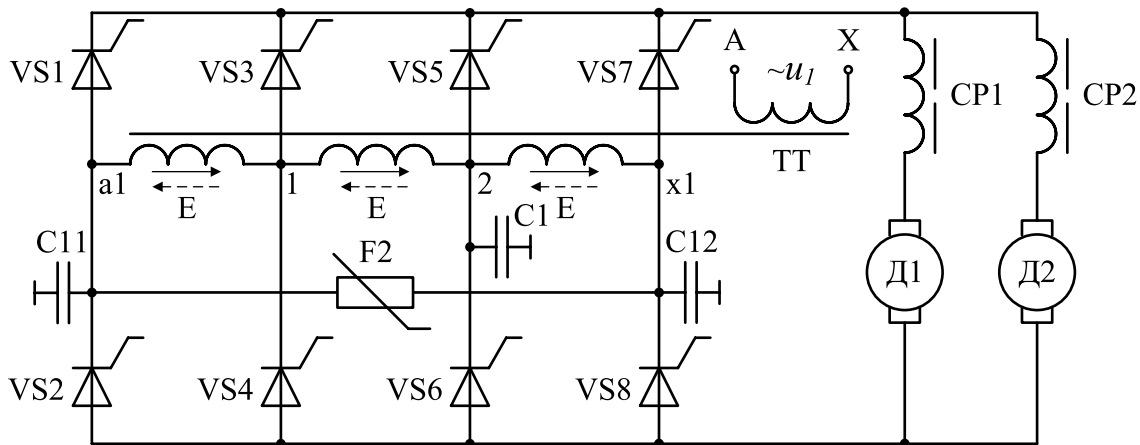 VS1
VS3
VS5
VS7
A
X
~u1
CP1
CP2
TT
a1
1
2
x1
E
E
E
C11
F2
C1
C12
Д1
Д2
VS2
VS4
VS6
VS8